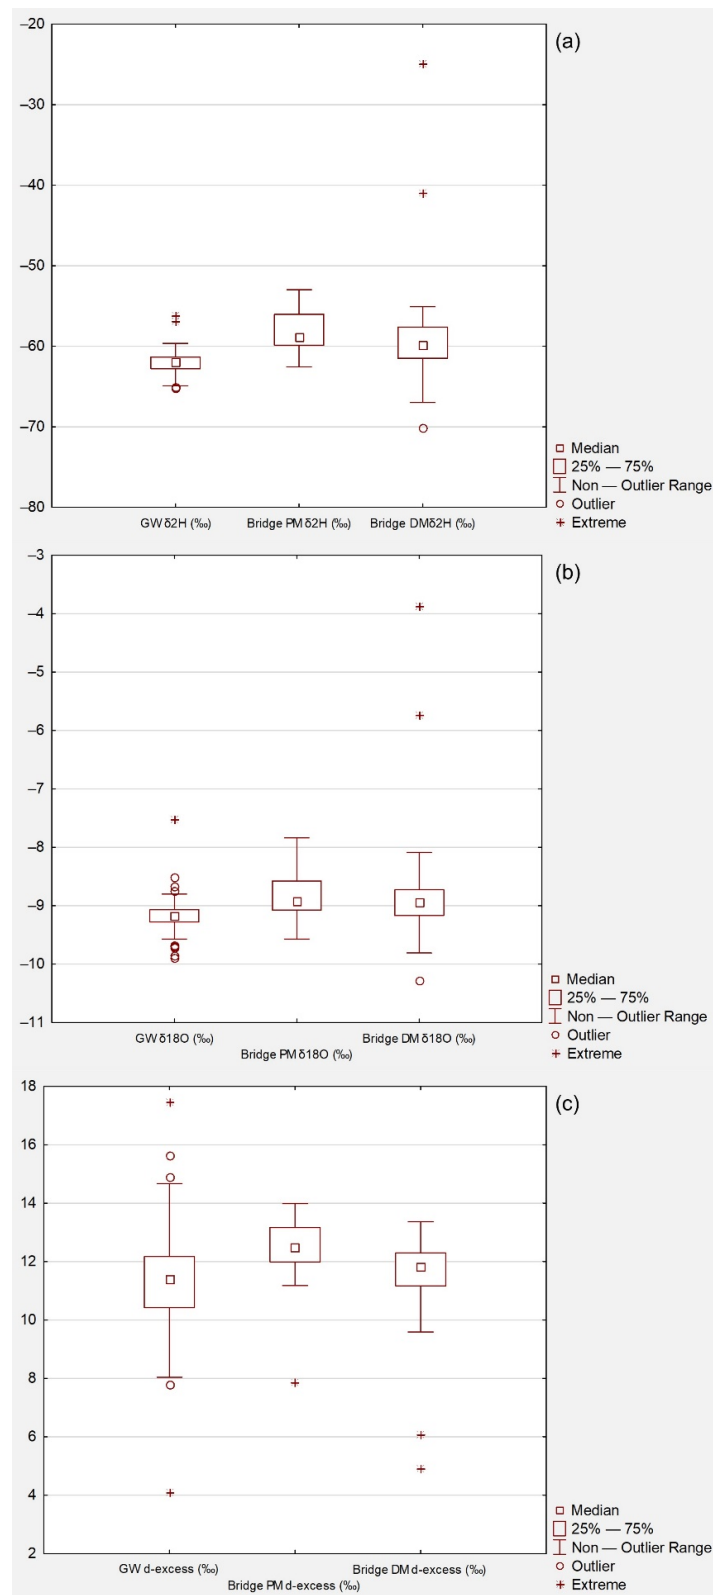 (a)
–20
–30
–40
–50
–60
–70
–80
GW δ2H (‰)
Bridge PM δ2H (‰)
Bridge DMδ2H (‰)
Median
25% — 75%
Non — Outlier Range
Outlier
Extreme
(b)
–3
–4
–5
–6
–7
–8
–9
–10
–11
GW δ18O (‰)
Bridge PM δ18O (‰)
Bridge DM δ18O (‰)
Median
25% — 75%
Non — Outlier Range
Outlier
Extreme
(c)
18
16
14
12
10
8
6
4
2
GW d-excess (‰)
Bridge PM d-excess (‰)
Bridge DM d-excess (‰)
Median
25% — 75%
Non — Outlier Range
Outlier
Extreme